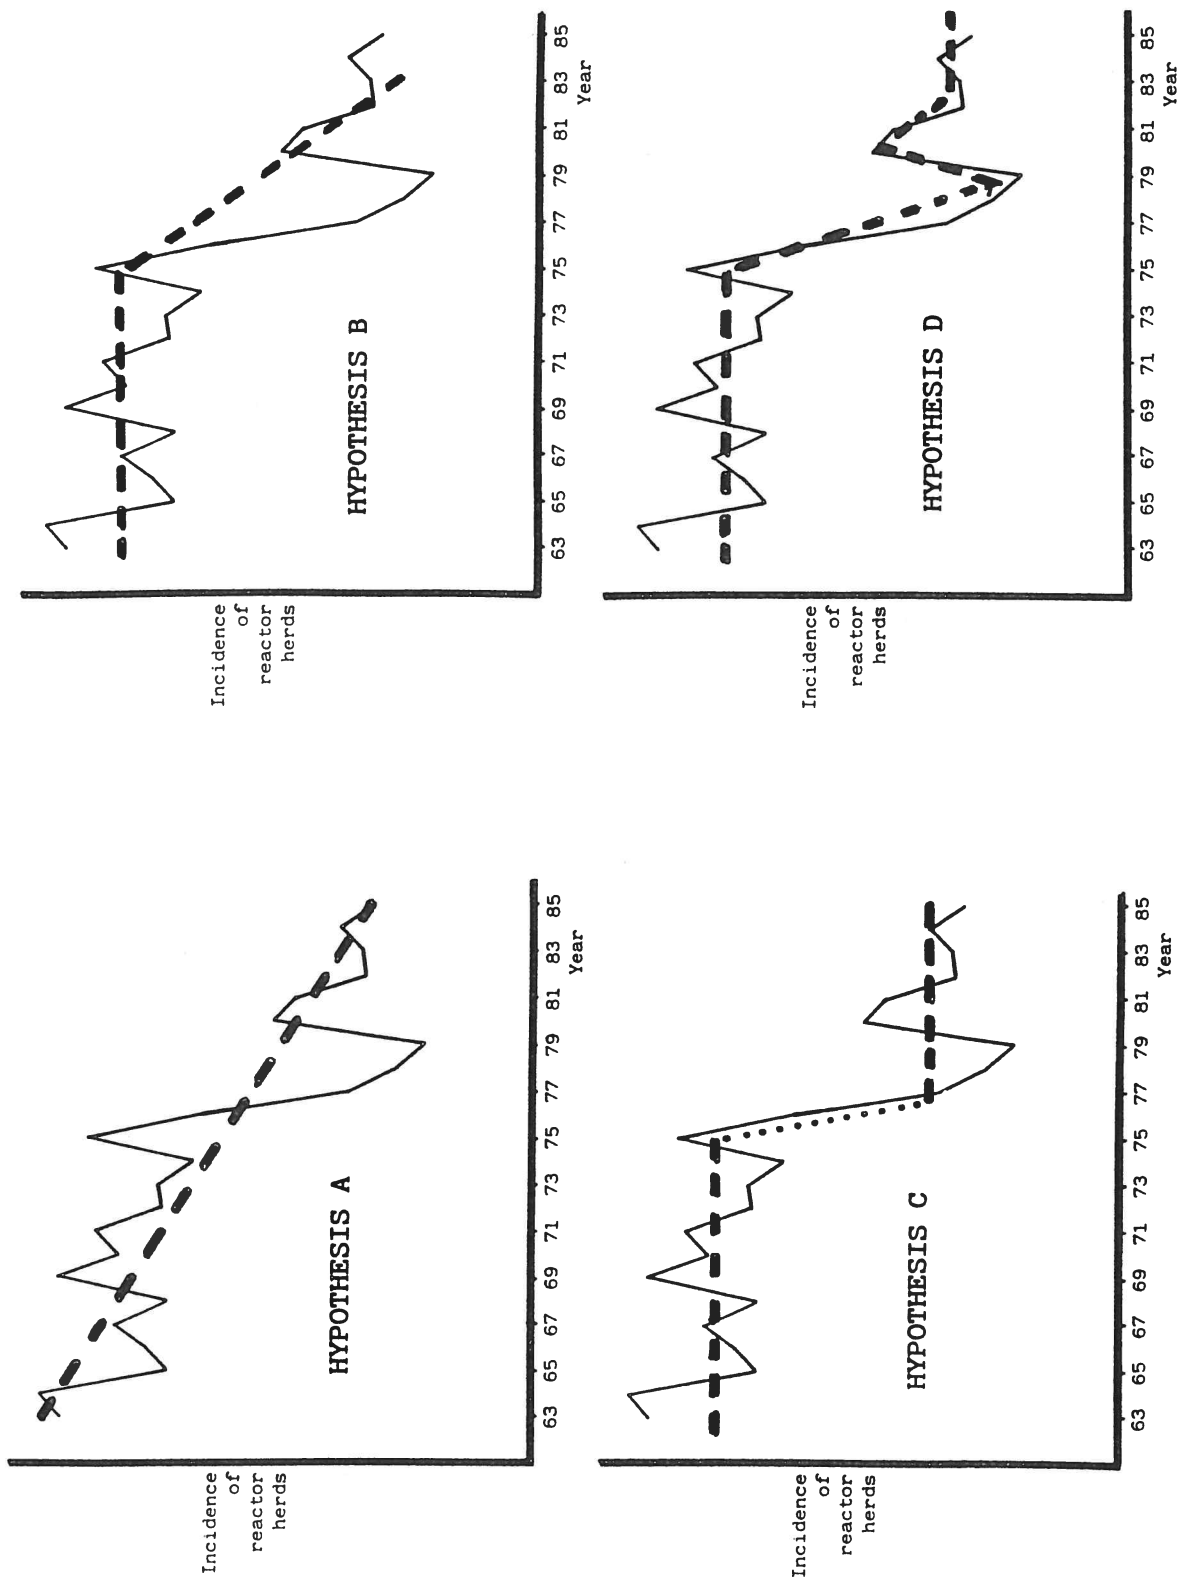 Incidence
of
reactor
herds
HYPOTHESIS A
63 65 67 69 71 73 75 77 79 81 83 85
Year
Incidence
of
reactor
herds
HYPOTHESIS B
63 65 67 69 71 73 75 77 79 81 83 85
Year
Incidence
of
reactor
herds
HYPOTHESIS C
63 65 67 69 71 73 75 77 79 81 83 85
Year
Incidence
of
reactor
herds
HYPOTHESIS D
63 65 67 69 71 73 75 77 79 81 83 85
Year